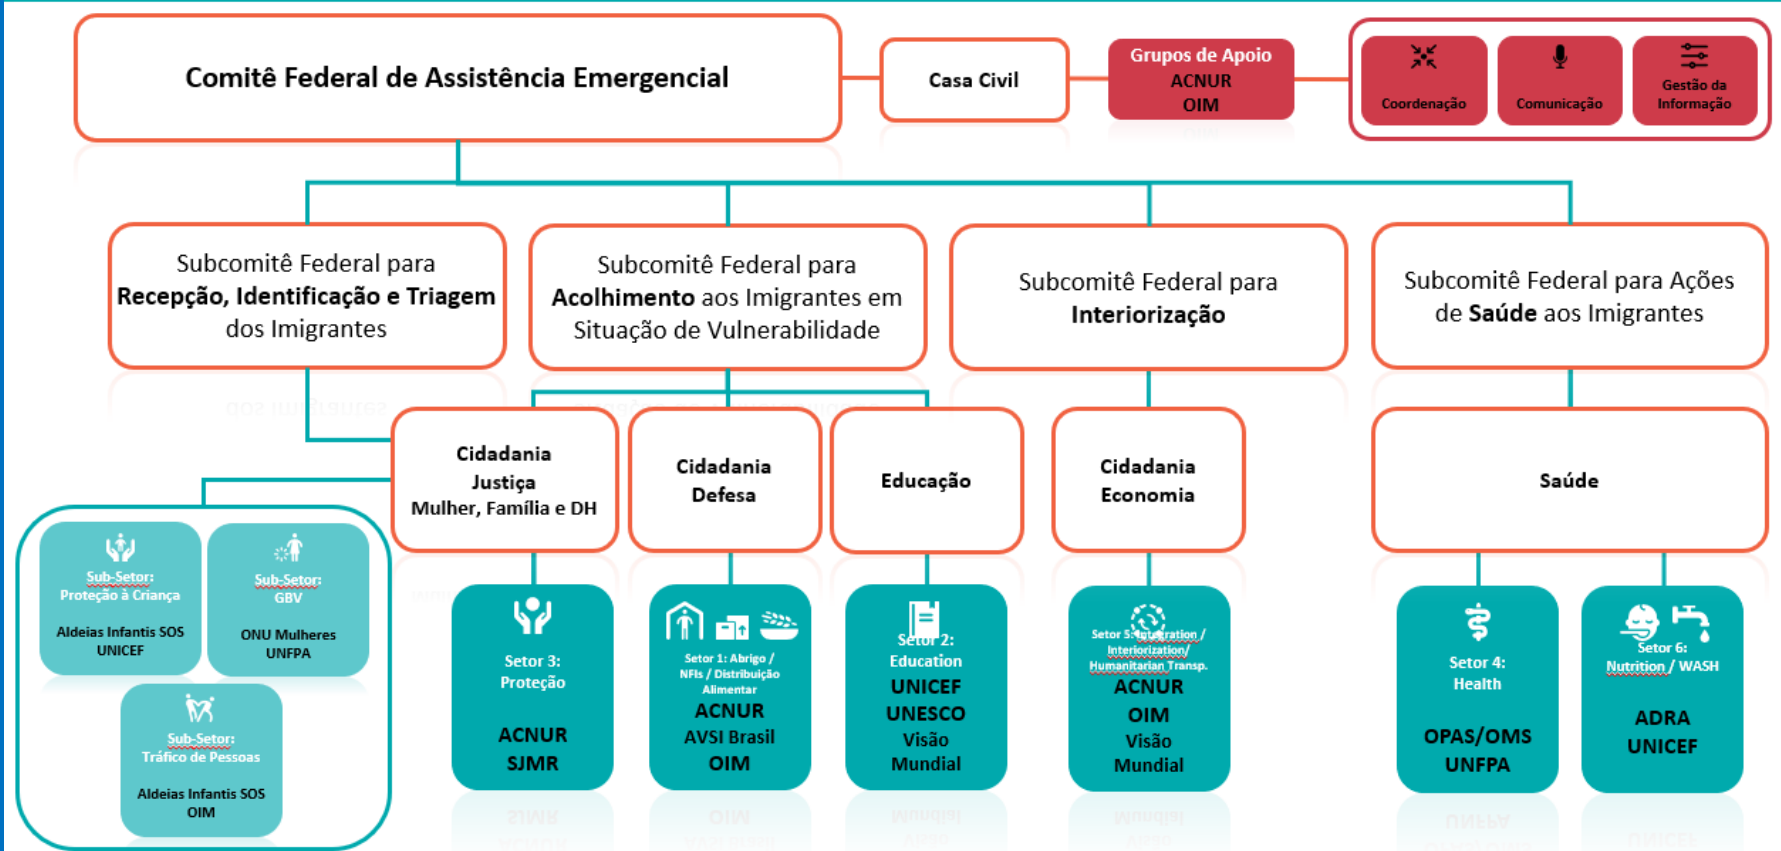 Comitê Federal de Assistência Emergencial
Casa Civil
Grupos de Apoio
ACNUR
OIM
Coordenação
Comunicação
Gestão da
Informação
Subcomitê Federal para
Recepção, Identificação e Triagem
dos Imigrantes
Subcomitê Federal para
Acolhimento aos Imigrantes em
Situação de Vulnerabilidade
Subcomitê Federal para
Interiorização
Subcomitê Federal para Ações
de Saúde aos Imigrantes
Cidadania
Justiça
Mulher, Família e DH
Cidadania
Defesa
Educação
Cidadania
Economia
Saúde
Sub-Setor:
Proteção à Criança
Aldeias Infantis SOS
UNICEF
Sub-Setor:
GBV
ONU Mulheres
UNFPA
Sub-Setor:
Tráfico de Pessoas
Aldeias Infantis SOS
OIM
Setor 3:
Proteção
ACNUR
SJMR
Setor 1: Abrigo /
NFIs / Distribuição
Alimentar
ACNUR
AVSI Brasil
OIM
Setor 2:
Education
UNICEF
UNESCO
Visão
Mundial
Setor 5: Integration /
Interiorization/
Humanitarian Transp.
ACNUR
OIM
Visão
Mundial
Setor 4:
Health
OPAS/OMS
UNFPA
Setor 6:
Nutrition / WASH
ADRA
UNICEF